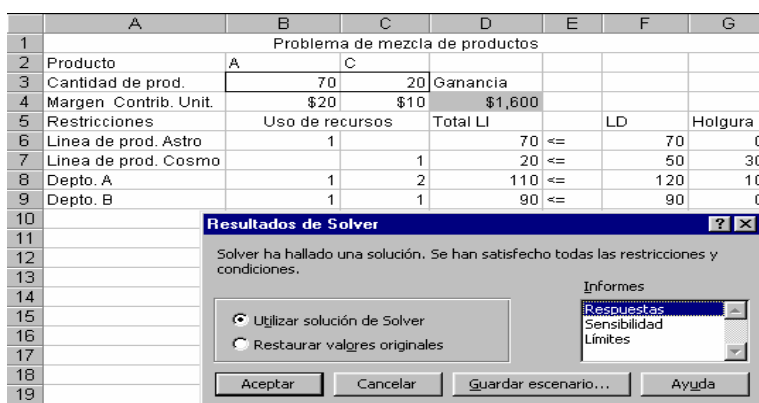 A B C D E F G
1 Problema de mezcla de productos
2 Producto A C
3 Cantidad de prod. 70 20 Ganancia
4 Margen Contrib. Unit. $20 $10 $1,600
5 Restricciones Uso de recursos Total LI LD Holgura
6 Linea de prod. Astro 1 70 <= 70 0
7 Linea de prod. Cosmo 1 20 <= 50 30
8 Depto. A 1 2 110 <= 120 10
9 Depto. B 1 1 90 <= 90 0
10
11
12
13
14
15
16
17
18
19
Resultados de Solver
Solver ha hallado una solución. Se han satisfecho todas las restricciones y
condiciones.
Informes
Respuestas
Sensibilidad
Límites
Utilizar solución de Solver
Restaurar valores originales
Aceptar Cancelar Guardar escenario... Ayuda